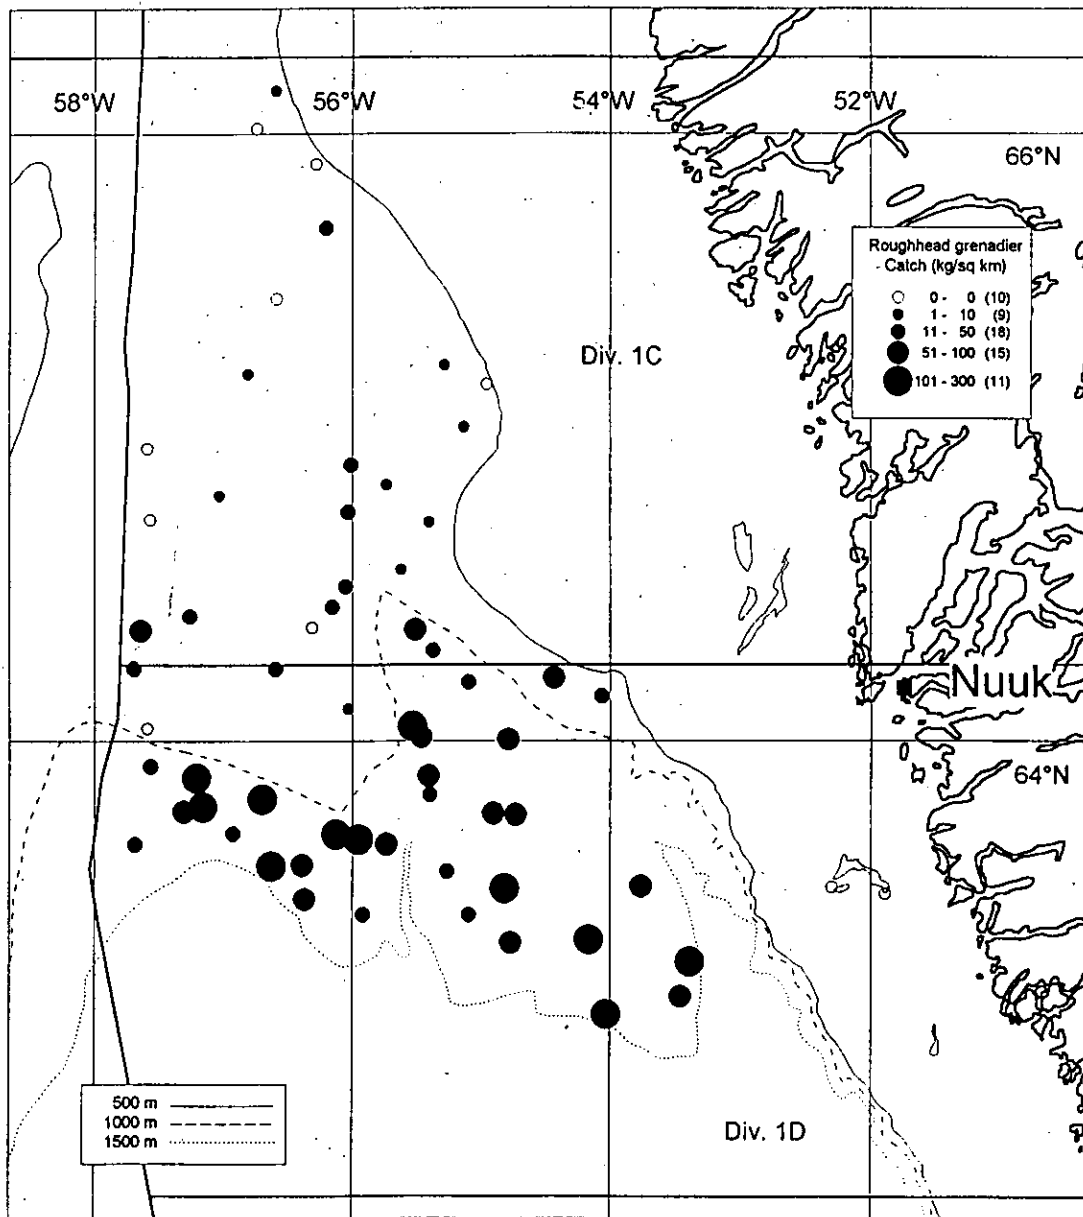 58°W
56°W
54°W
52°W
66°N
Roughhead grenadier
Catch (kg/sq km)
0 - 0 (10)
1 - 10 (9)
11 - 50 (18)
51 - 100 (15)
101 - 300 (11)
Div. 1C
Nuuk
64°N
500 m
1000 m
1500 m
Div. 1D